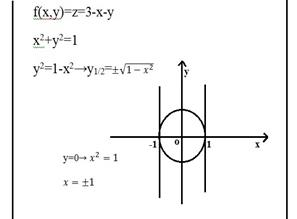 f(x,y)=z=3-x-y
x²+y²=1
y²=1-x²→y₁/₂=±√1 − x²
y
y=0→ x² = 1
-1 0 1 x
x = ±1